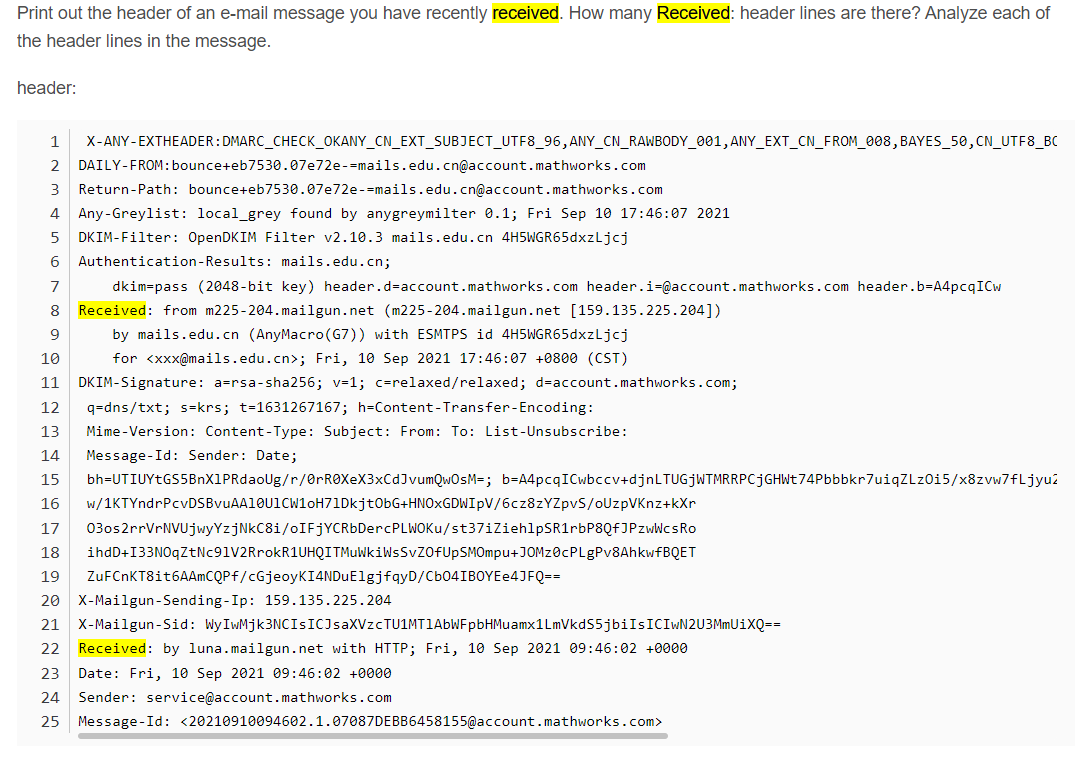 Print out the header of an e-mail message you have recently received. How many Received: header lines are there? Analyze each of
the header lines in the message.
header:
1 X-ANY-EXTHEADER:DMARC_CHECK_OKANY_CN_EXT_SUBJECT_UTF8_96,ANY_CN_RAWBODY_001,ANY_EXT_CN_FROM_008,BAYES_50,CN_UTF8_BO
2 DAILY-FROM:bounce+eb7530.07e72e-=mails.edu.cn@account.mathworks.com
3 Return-Path: bounce+eb7530.07e72e-=mails.edu.cn@account.mathworks.com
4 Any-Greylist: local_grey found by anygreymilter 0.1; Fri Sep 10 17:46:07 2021
5 DKIM-Filter: OpenDKIM Filter v2.10.3 mails.edu.cn 4H5WGR65dxzLjcj
6 Authentication-Results: mails.edu.cn;
7 dkim=pass (2048-bit key) header.d=account.mathworks.com header.i=@account.mathworks.com header.b=A4pcqICw
8 Received: from m225-204.mailgun.net (m225-204.mailgun.net [159.135.225.204])
9 by mails.edu.cn (AnyMacro(G7)) with ESMTPS id 4H5WGR65dxzLjcj
10 for <xxx@mails.edu.cn>; Fri, 10 Sep 2021 17:46:07 +0800 (CST)
11 DKIM-Signature: a=rsa-sha256; v=1; c=relaxed/relaxed; d=account.mathworks.com;
12 q=dns/txt; s=krs; t=1631267167; h=Content-Transfer-Encoding:
13 Mime-Version: Content-Type: Subject: From: To: List-Unsubscribe:
14 Message-Id: Sender: Date;
15 bh=UTIUYtGS5BnXlPRdaoUg/r/0rR0XeX3xCdJvumQwOsM=; b=A4pcqICwbccv+djnLTUGjWTMRRPCjGHWt74Pbbbkr7uiqZLzOi5/x8zvw7fLjyu2
16 w/1KTYndrPcvDSBvuAAl0UlCW1oH7lDkjtObG+HNOxGDWIpV/6cz8zYZpvS/oUzpVKnz+kXr
17 O3os2rrVrNVUjwyYzjNkC8i/oIFjYCRbDercPLWOKu/st37iZiehlpSR1rbP8QfJPzwWcsRo
18 ihdD+I33NOqZtNc9lV2RrokR1UHQITMuWkiWsSvZOfUpSMOmpu+JOMz0cPLgPv8AhkwfBQET
19 ZuFCnKT8it6AAmCQPf/cGjeoyKI4NDuElgjfqyD/CbO4IBOYEe4JFQ==
20 X-Mailgun-Sending-Ip: 159.135.225.204
21 X-Mailgun-Sid: WyIwMjk3NCIsICJsaXVzcTU1MTlAbWFpbHMuamx1LmVkdS5jbiIsICIwN2U3MmUiXQ==
22 Received: by luna.mailgun.net with HTTP; Fri, 10 Sep 2021 09:46:02 +0000
23 Date: Fri, 10 Sep 2021 09:46:02 +0000
24 Sender: service@account.mathworks.com
25 Message-Id: <20210910094602.1.07087DEBB6458155@account.mathworks.com>